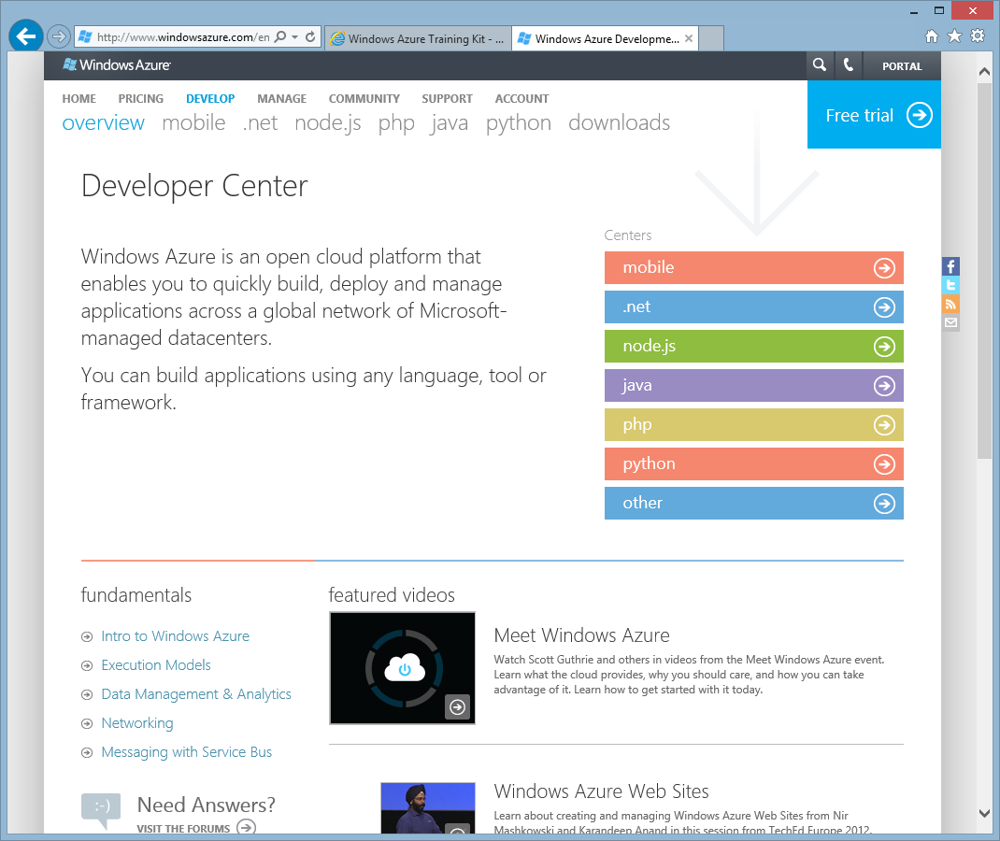 http://www.windowsazure.com/en
Windows Azure Training Kit - ...
Windows Azure Developme...
Windows Azure
PORTAL
HOME PRICING DEVELOP MANAGE COMMUNITY SUPPORT ACCOUNT
overview mobile .net node.js php java python downloads
Free trial
Developer Center
Windows Azure is an open cloud platform that
enables you to quickly build, deploy and manage
applications across a global network of Microsoft-
managed datacenters.
You can build applications using any language, tool or
framework.
Centers
mobile
.net
node.js
java
php
python
other
fundamentals
Intro to Windows Azure
Execution Models
Data Management & Analytics
Networking
Messaging with Service Bus
:-)
Need Answers?
VISIT THE FORUMS
featured videos
Meet Windows Azure
Watch Scott Guthrie and others in videos from the Meet Windows Azure event.
Learn what the cloud provides, why you should care, and how you can take
advantage of it. Learn how to get started with it today.
Windows Azure Web Sites
Learn about creating and managing Windows Azure Web Sites from Nir
Mashkowski and Karandeep Anand in this session from TechEd Europe 2012.